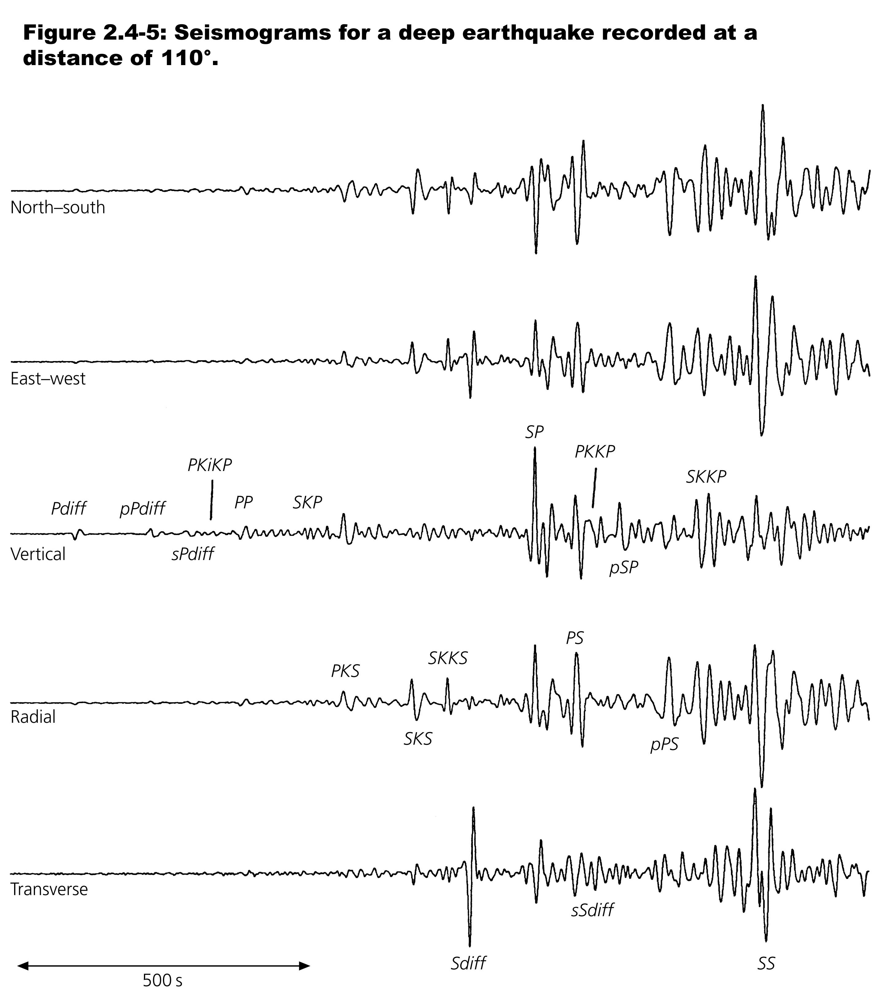 Figure 2.4-5: Seismograms for a deep earthquake recorded at a
distance of 110°.
North–south
East–west
SP
PKKP
PKiKP
SKKP
Pdiff
pPdiff
PP
SKP
Vertical
sPdiff
pSP
PS
SKKS
PKS
Radial
SKS
pPS
Transverse
sSdiff
Sdiff
SS
500 s